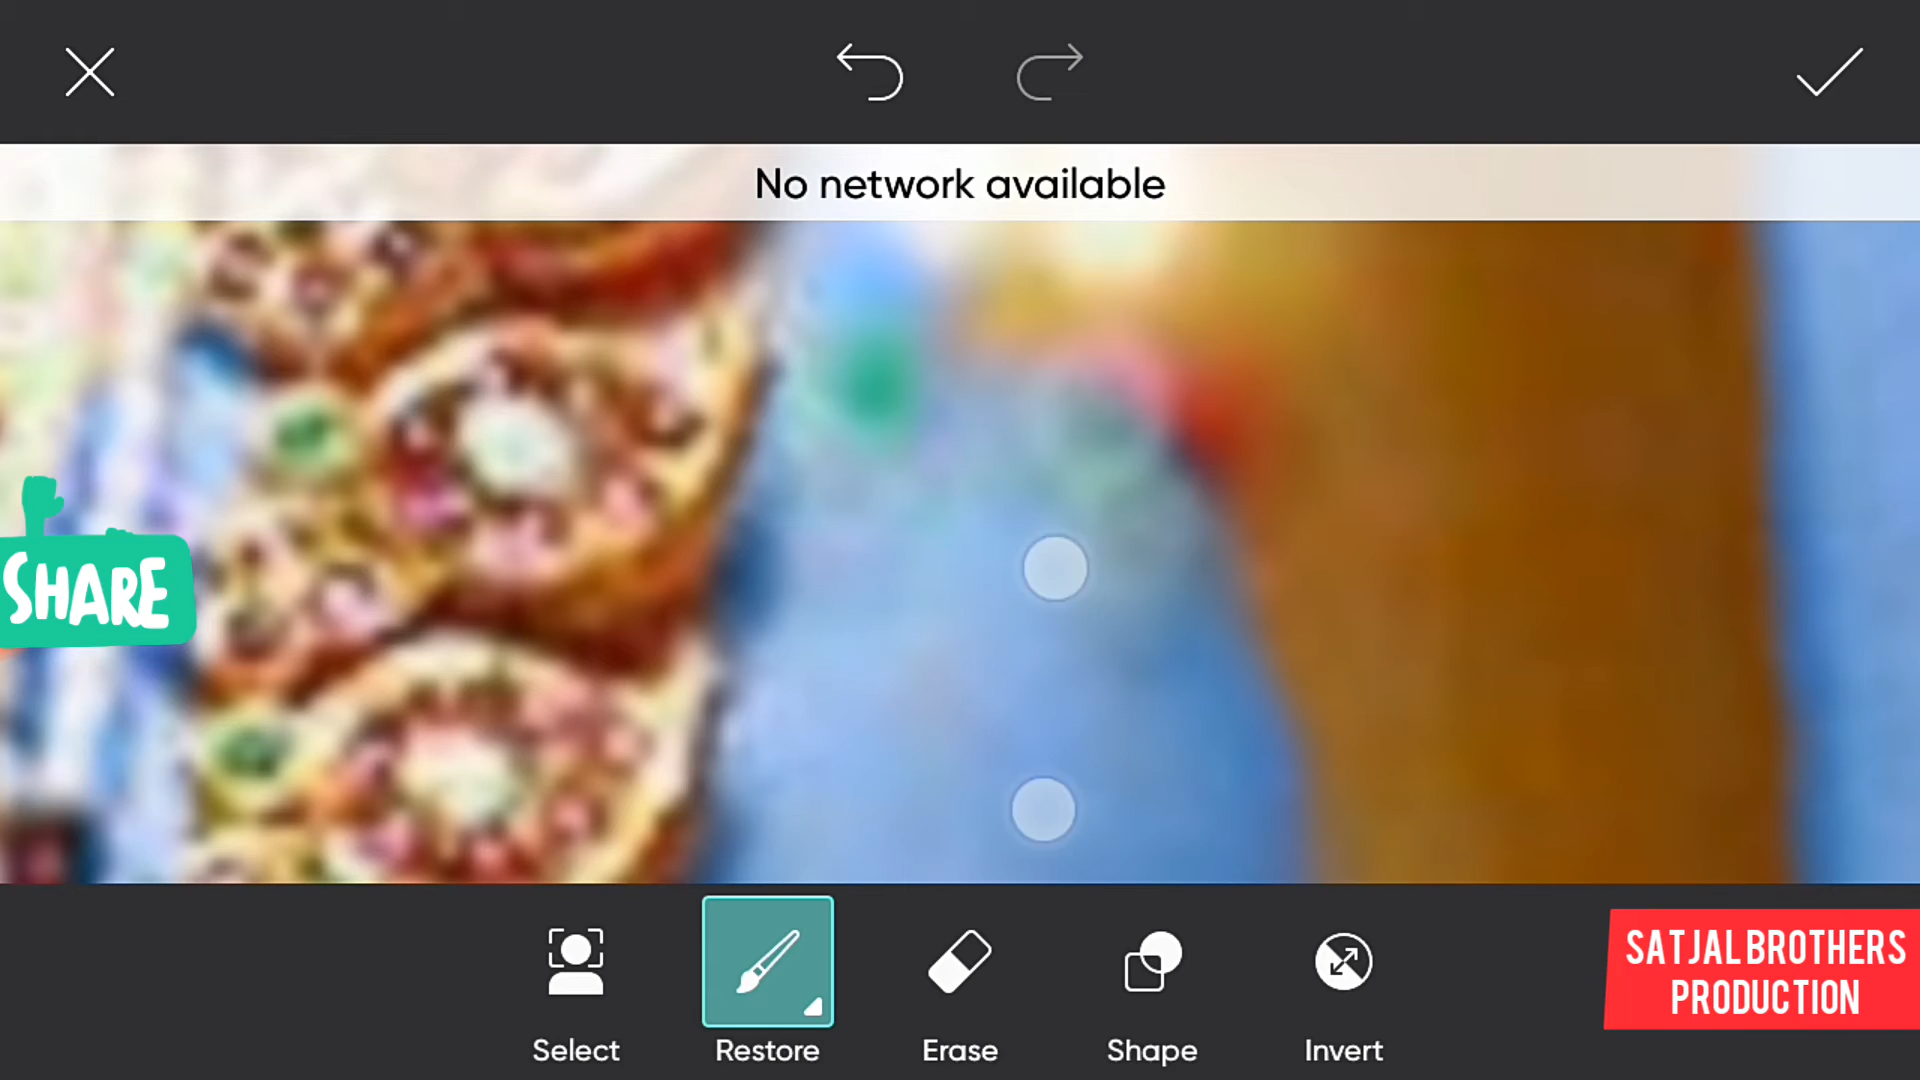 No network available
SHARE
Select
Restore
Erase
Shape
Invert
SATJAL BROTHERS
PRODUCTION